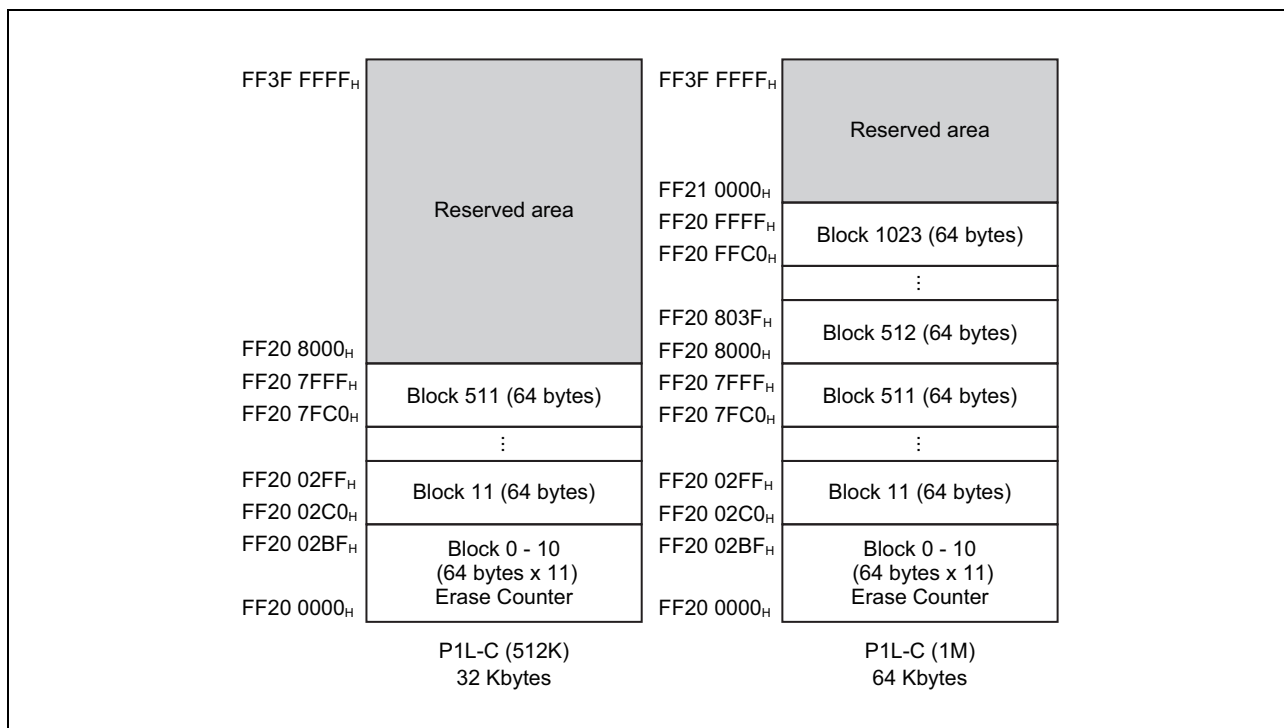 FF3F FFFFH
Reserved area
FF20 8000H
FF20 7FFFH
Block 511 (64 bytes)
FF20 7FC0H
⋮
FF20 02FFH
Block 11 (64 bytes)
FF20 02C0H
FF20 02BFH
Block 0 - 10
(64 bytes x 11)
Erase Counter
FF20 0000H
P1L-C (512K)
32 Kbytes
FF3F FFFFH
Reserved area
FF21 0000H
FF20 FFFFH
Block 1023 (64 bytes)
FF20 FFC0H
⋮
FF20 803FH
Block 512 (64 bytes)
FF20 8000H
FF20 7FFFH
Block 511 (64 bytes)
FF20 7FC0H
⋮
FF20 02FFH
Block 11 (64 bytes)
FF20 02C0H
FF20 02BFH
Block 0 - 10
(64 bytes x 11)
Erase Counter
FF20 0000H
P1L-C (1M)
64 Kbytes